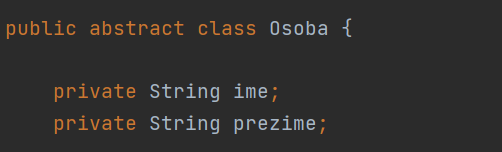 public abstract class Osoba {
private String ime;
private String prezime;